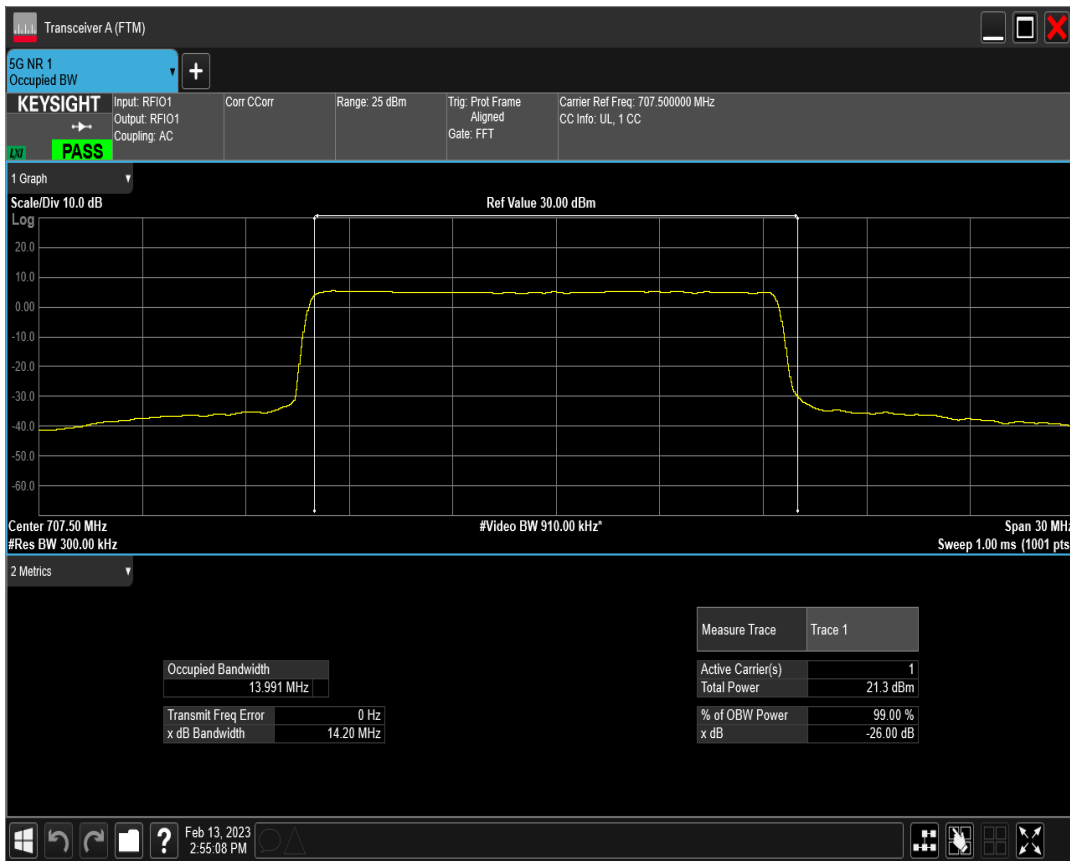 Transceiver A (FTM)
5G NR 1
Occupied BW
+
KEYSIGHT
LXI
PASS
Input: RFIO1
Output: RFIO1
Coupling: AC
Corr CCorr
Range: 25 dBm
Trig: Prot Frame
Aligned
Gate: FFT
Carrier Ref Freq: 707.500000 MHz
CC Info: UL, 1 CC
1 Graph
Scale/Div 10.0 dB
Ref Value 30.00 dBm
Log
20.0
10.0
0.00
-10.0
-20.0
-30.0
-40.0
-50.0
-60.0
Center 707.50 MHz
#Video BW 910.00 kHz*
Span 30 MHz
#Res BW 300.00 kHz
Sweep 1.00 ms (1001 pts
2 Metrics
Measure Trace Trace 1
Occupied Bandwidth
13.991 MHz
Active Carrier(s) 1
Total Power 21.3 dBm
Transmit Freq Error 0 Hz
x dB Bandwidth 14.20 MHz
% of OBW Power 99.00 %
x dB -26.00 dB
?
Feb 13, 2023
2:55:08 PM